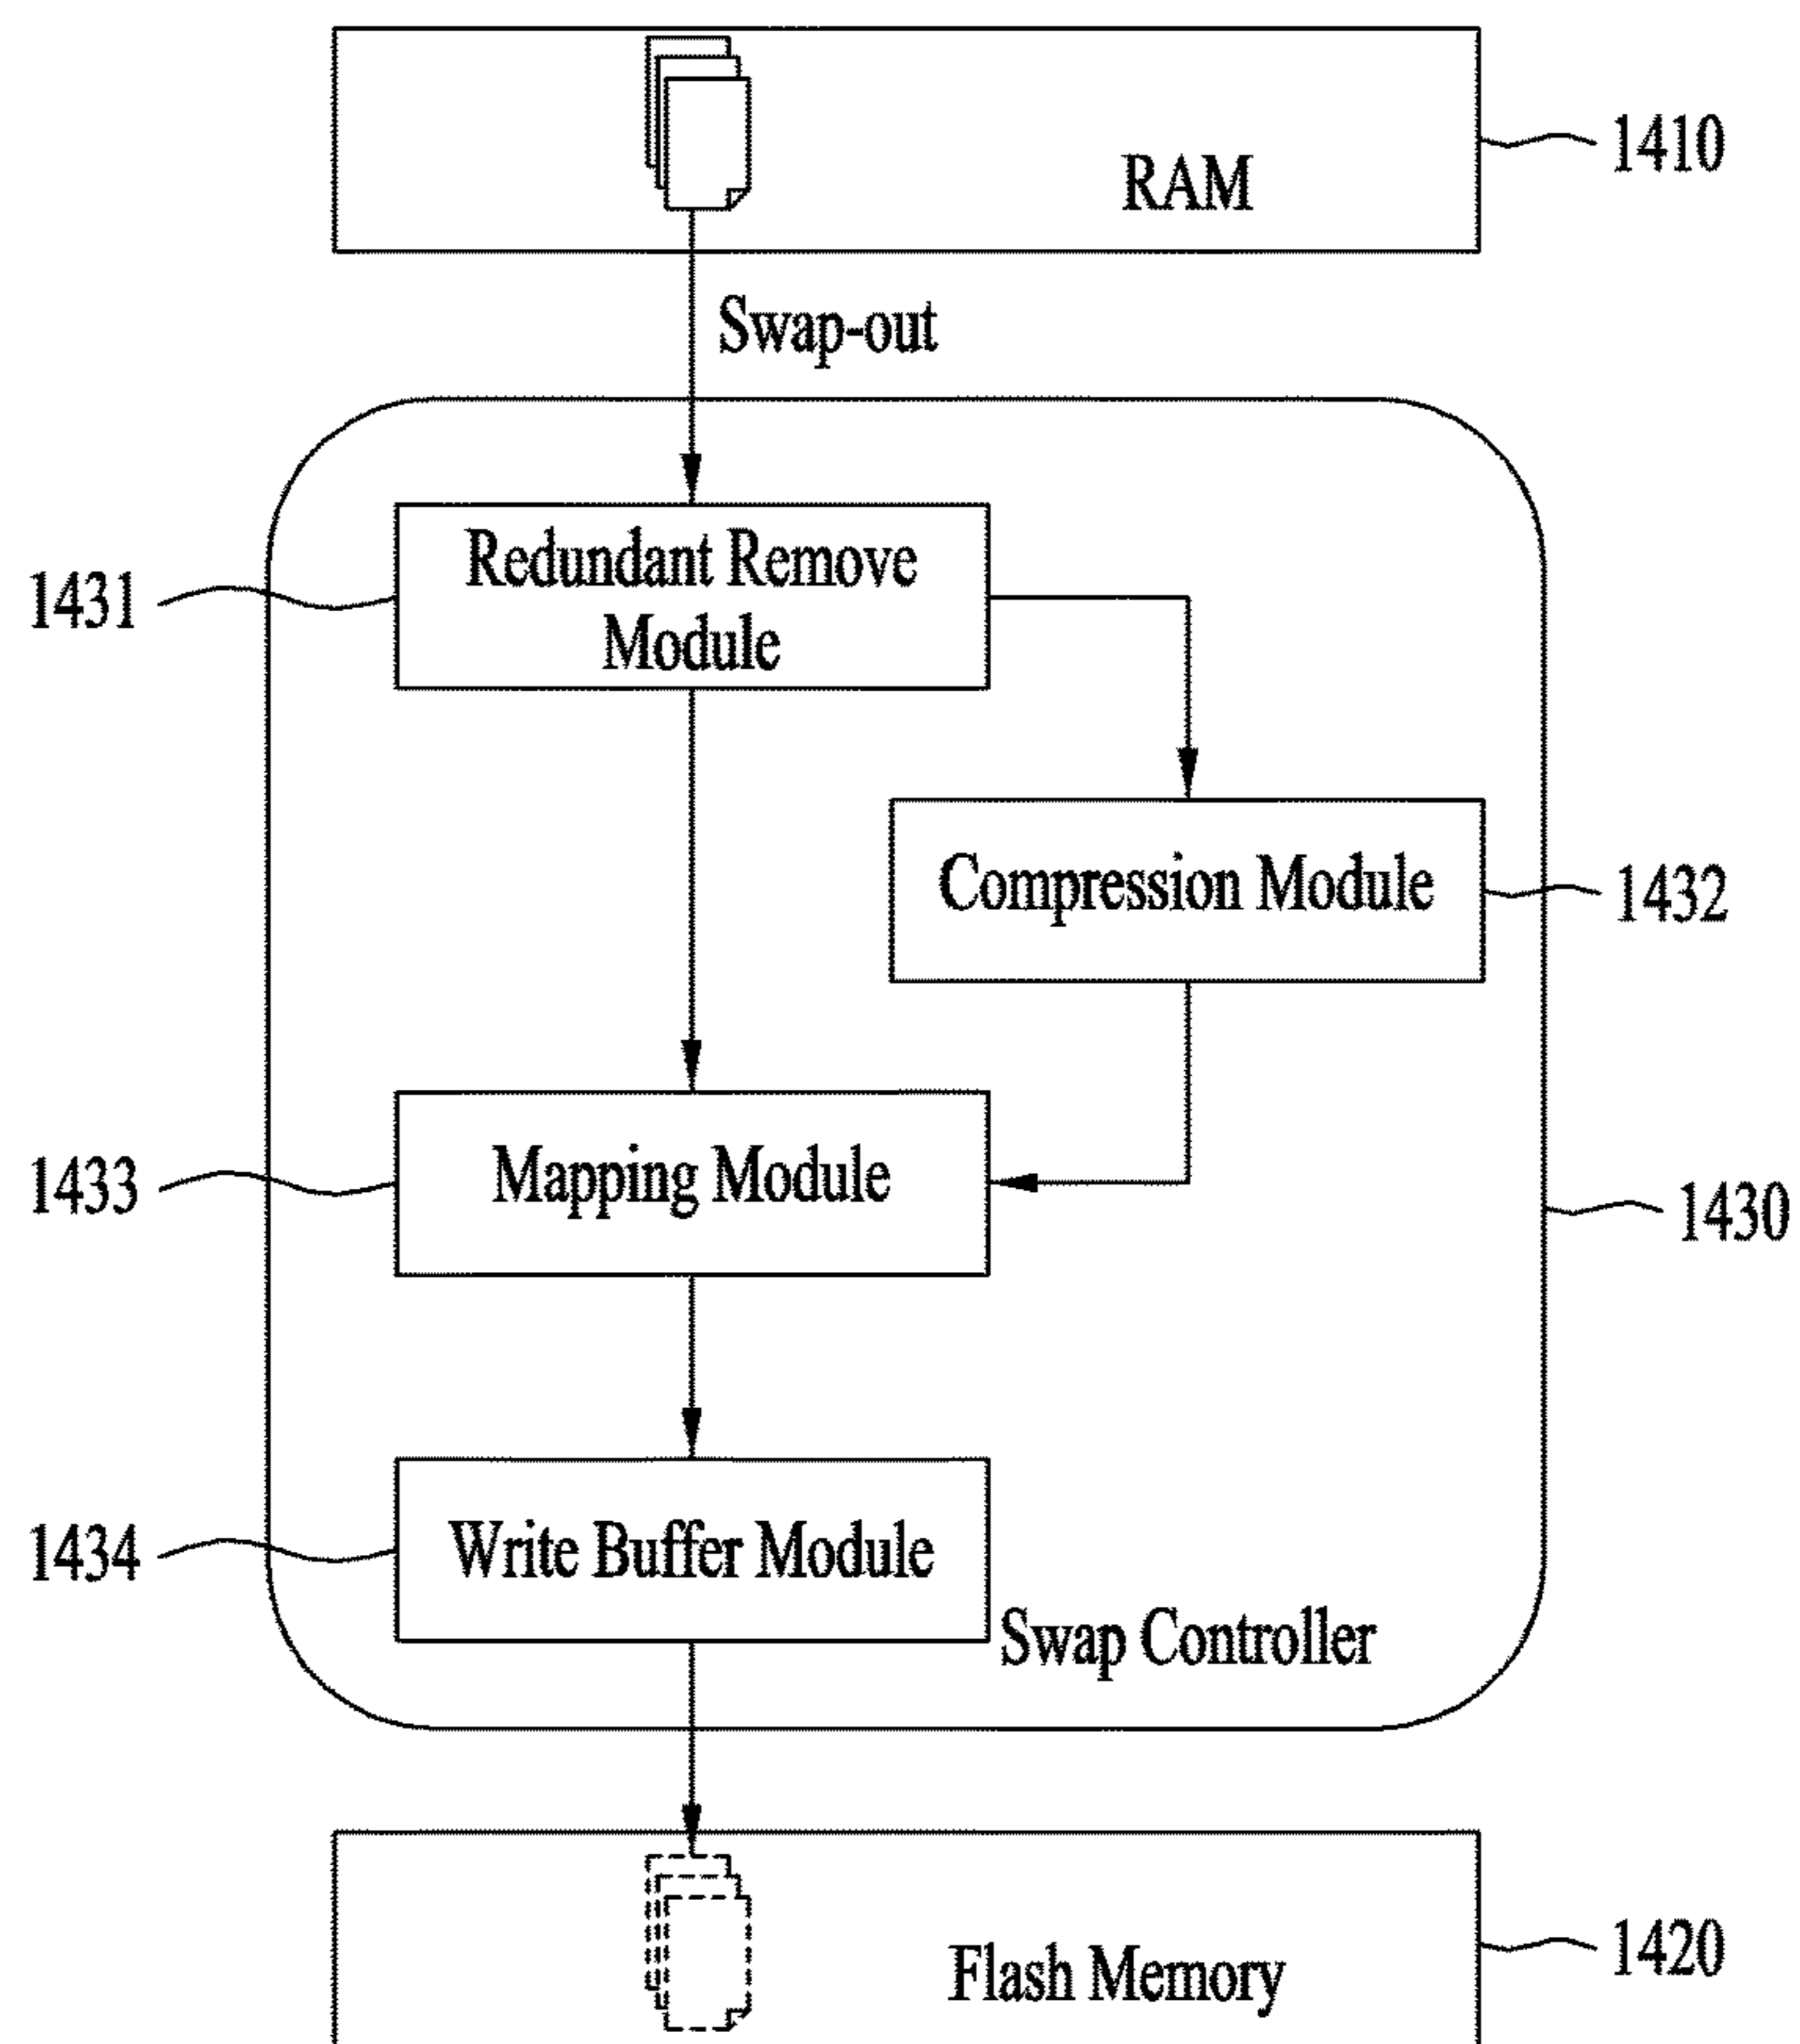 RAM
1410
Swap-out
Redundant Remove
Module
1431
Compression Module
1432
Mapping Module
1433
1430
Write Buffer Module
1434
Swap Controller
Flash Memory
1420